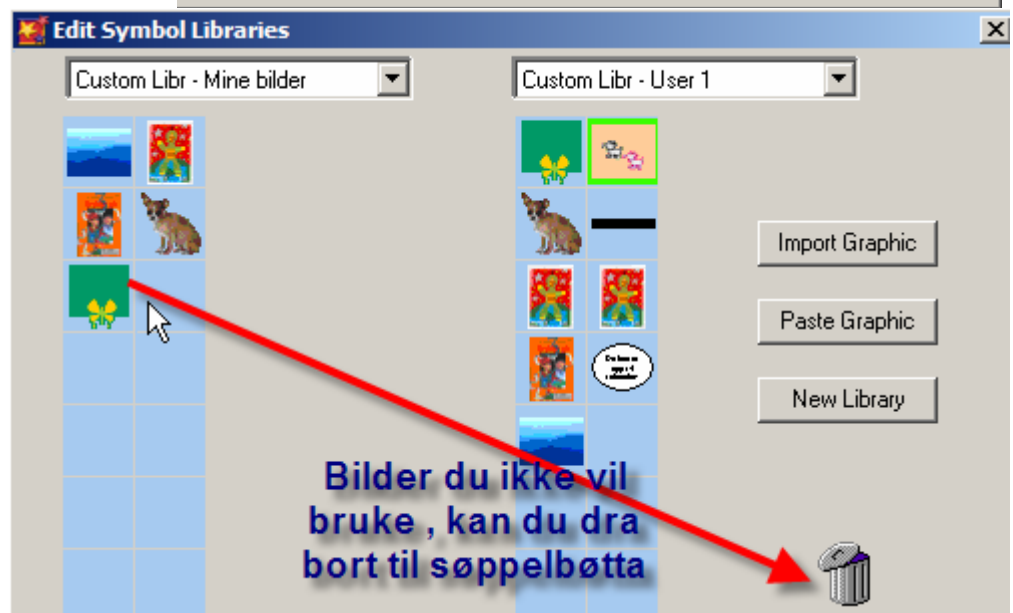 Edit Symbol Libraries
Custom Libr - Mine bilder
Custom Libr - User 1
Import Graphic
Paste Graphic
New Library
Bilder du ikke vil
bruke , kan du dra
bort til søppelbøtta